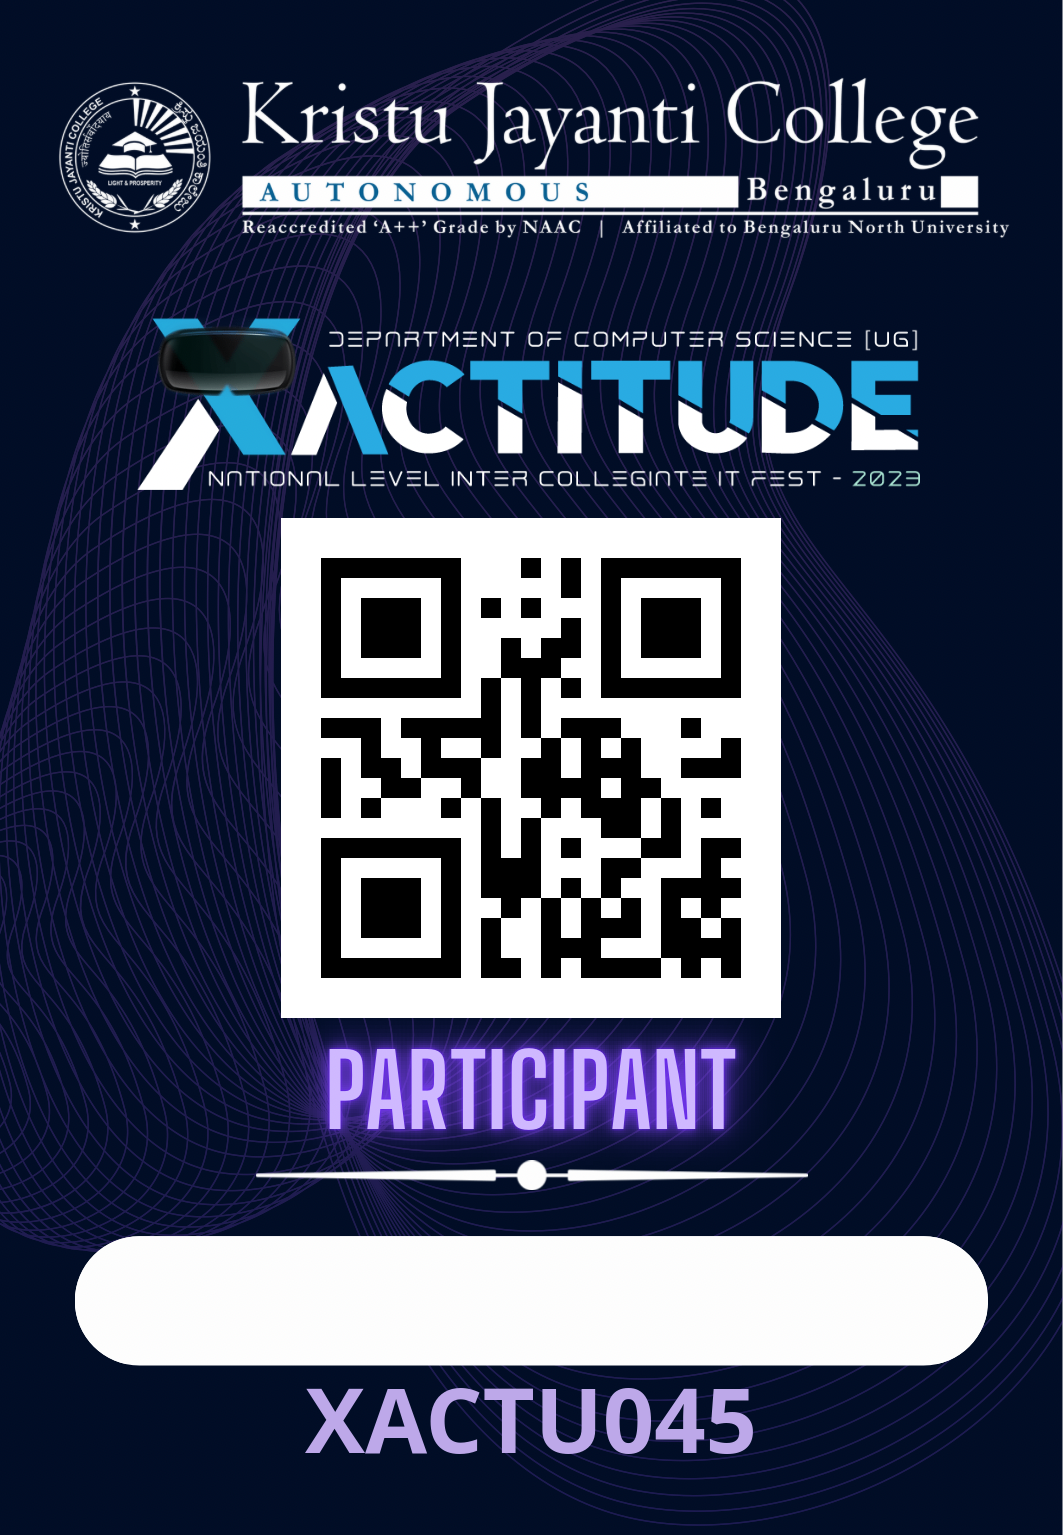 KRISTU JAYANTI COLLEGE
ಕ್ರಿಸ್ತು ಜಯಂತಿ ಕಾಲೇಜು
LIGHT & PROSPERITY
Kristu Jayanti College
AUTONOMOUS Bengaluru
Reaccredited ‘A++’ Grade by NAAC | Affiliated to Bengaluru North University
DEPARTMENT OF COMPUTER SCIENCE [UG]
XACTITUDE
NATIONAL LEVEL INTER COLLEGIATE IT FEST - 2023
PARTICIPANT
XACTU045